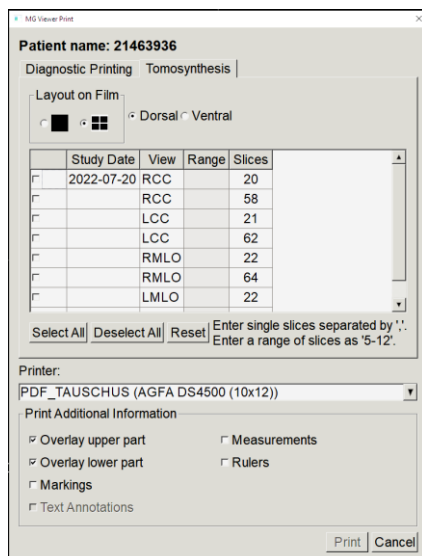 MG Viewer Print
Patient name: 21463936
Diagnostic Printing Tomosynthesis
Layout on Film
Dorsal Ventral
Study Date View Range Slices
2022-07-20 RCC 20
RCC 58
LCC 21
LCC 62
RMLO 22
RMLO 64
LMLO 22
Select All Deselect All Reset Enter single slices separated by ','.
Enter a range of slices as '5-12'.
Printer:
PDF_TAUSCHUS (AGFA DS4500 (10x12))
Print Additional Information
Overlay upper part Measurements
Overlay lower part Rulers
Markings
Text Annotations
Print Cancel